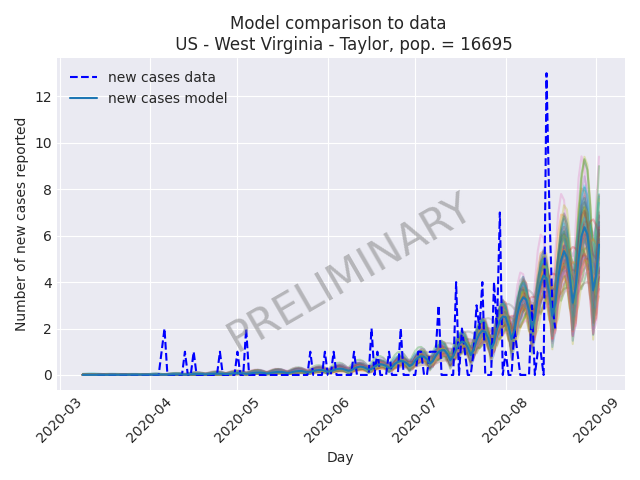 Model comparison to data
US - West Virginia - Taylor, pop. = 16695
new cases data
new cases model
PRELIMINARY
Number of new cases reported
12
10
8
6
4
2
0
2020-03
2020-04
2020-05
2020-06
2020-07
2020-08
2020-09
Day